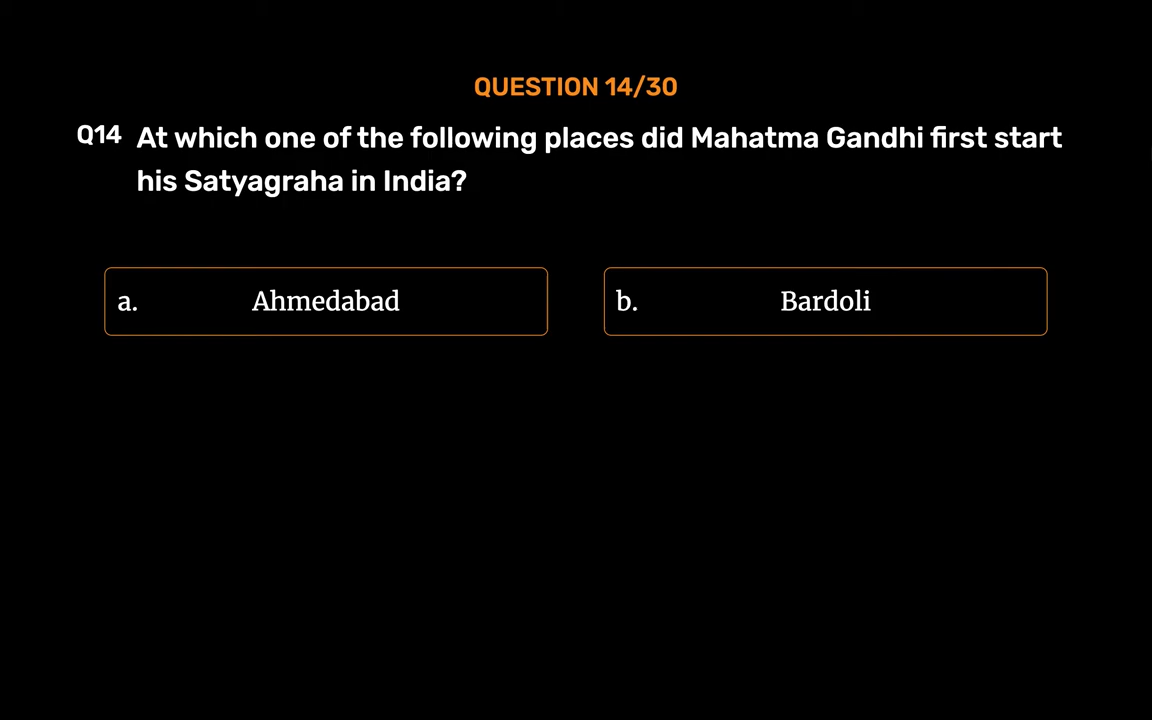 QUESTION 14/30
Q14 At which one of the following places did Mahatma Gandhi first start
his Satyagraha in India?
a. Ahmedabad
b. Bardoli